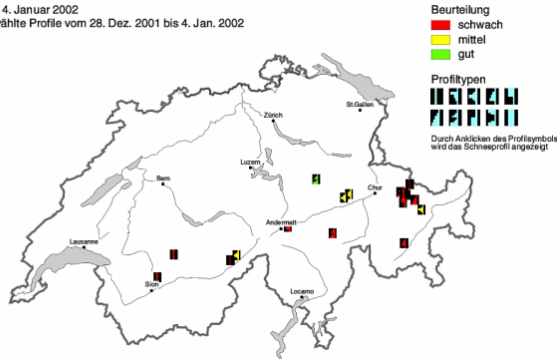 4. Januar 2002
Profile vom 28. Dez. 2001 bis 4. Jan. 2002
Beurteilung
schwach
mittel
gut
Profiltypen
Durch Anklicken des Profilsymbols
wird das Schneeprofil angezeigt
Zürich
St.Gallen
Luzern
Bern
Chur
Andermatt
Lausanne
Sion
Locarno